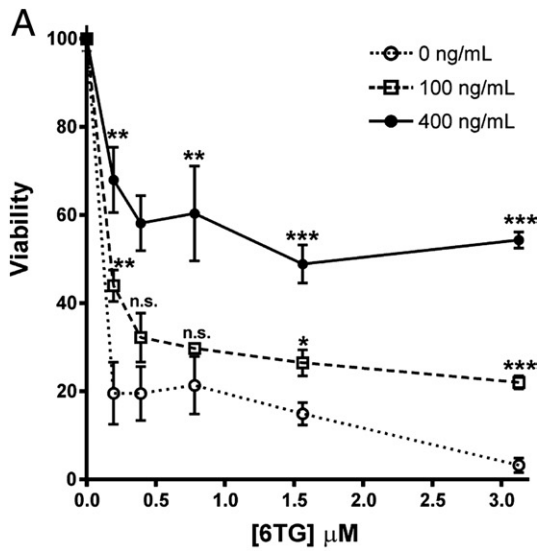 A
100
80
60
40
20
0
Viability
0 ng/mL
100 ng/mL
400 ng/mL
** ** *** ***
** n.s. n.s. * ***
0.0 0.5 1.0 1.5 2.0 2.5 3.0
[6TG] μM